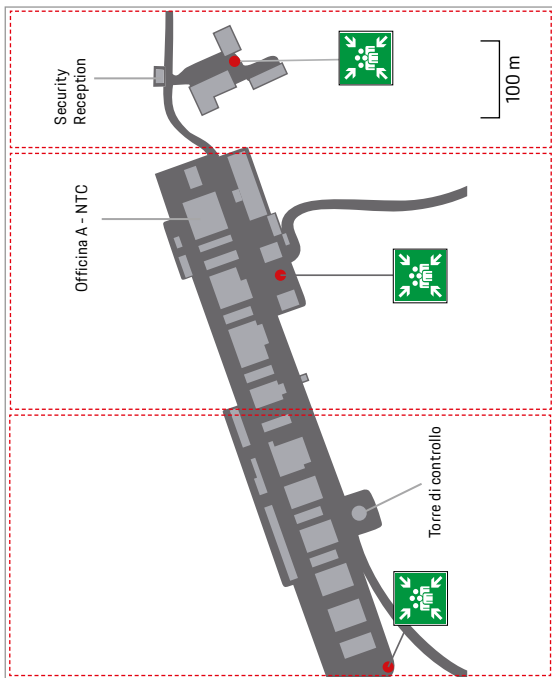 Security
Reception
100 m
Officina A - NTC
Torre di controllo